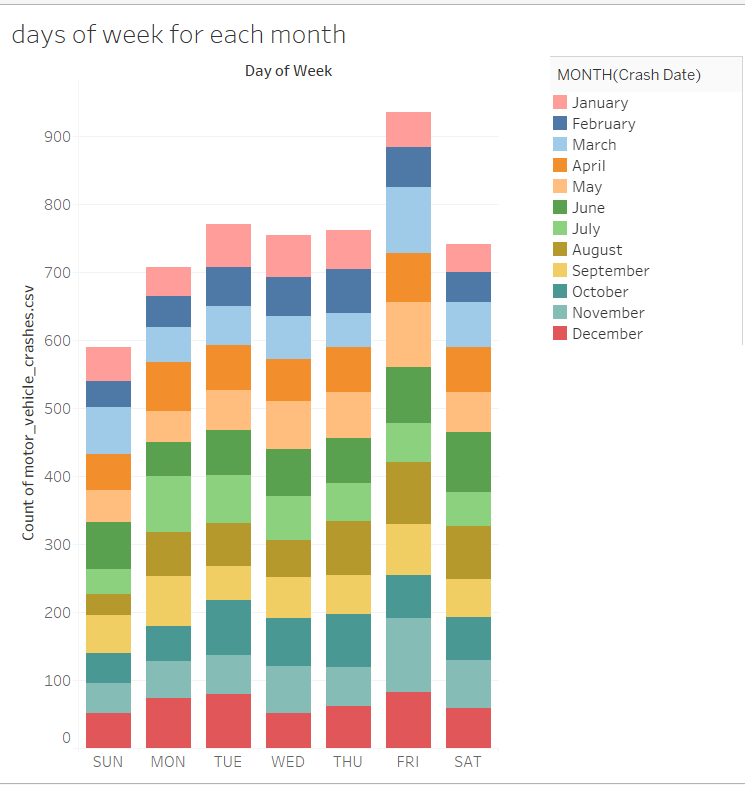 days of week for each month
Day of Week
MONTH(Crash Date)
January
February
March
April
May
June
July
August
September
October
November
December
Count of motor_vehicle_crashes.csv
900
800
700
600
500
400
300
200
100
0
SUN MON TUE WED THU FRI SAT